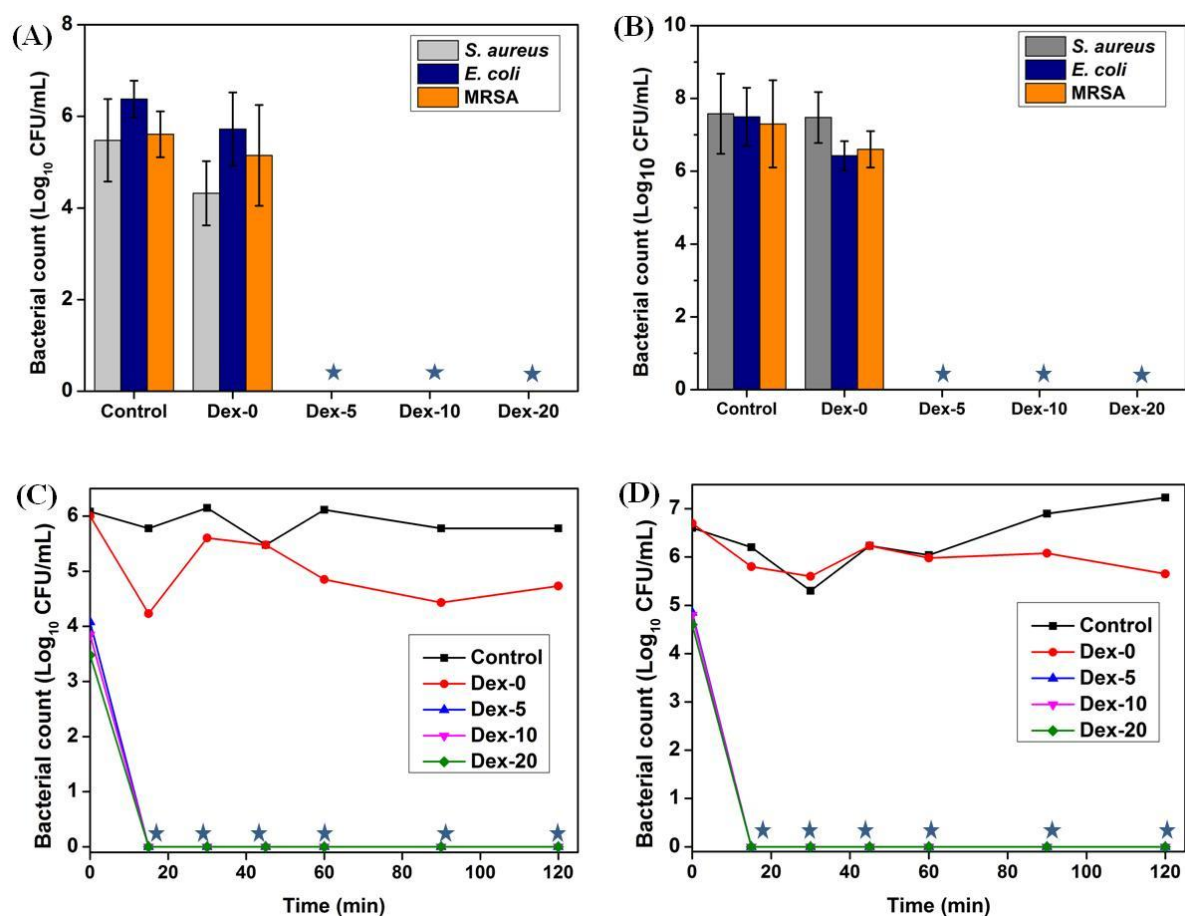 (A)
Bacterial count (Log10 CFU/mL)
8
6
4
2
0
S. aureus
E. coli
MRSA
Control Dex-0 Dex-5 Dex-10 Dex-20
(B)
Bacterial count (Log10 CFU/mL)
10
8
6
4
2
0
S. aureus
E. coli
MRSA
Control Dex-0 Dex-5 Dex-10 Dex-20
(C)
Bacterial count (Log10 CFU/mL)
6
5
4
3
2
1
0
Control
Dex-0
Dex-5
Dex-10
Dex-20
0 20 40 60 80 100 120
Time (min)
(D)
Bacterial count (Log10 CFU/mL)
7
6
5
4
3
2
1
0
Control
Dex-0
Dex-5
Dex-10
Dex-20
0 20 40 60 80 100 120
Time (min)